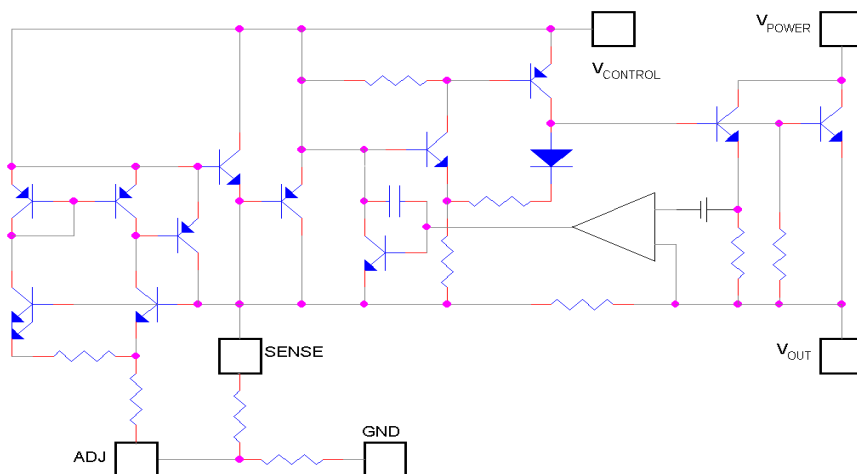 VPOWER
VCONTROL
SENSE
VOUT
GND
ADJ